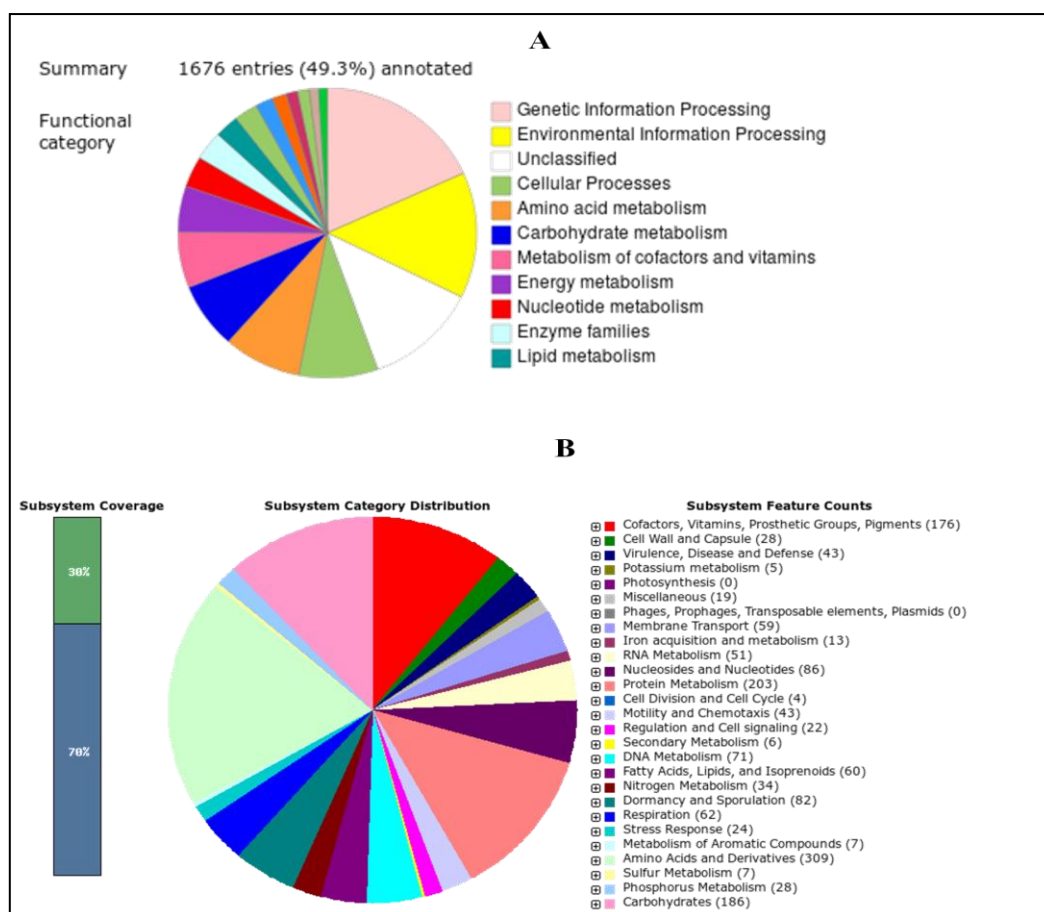 A
Summary 1676 entries (49.3%) annotated
Functional category
Genetic Information Processing
Environmental Information Processing
Unclassified
Cellular Processes
Amino acid metabolism
Carbohydrate metabolism
Metabolism of cofactors and vitamins
Energy metabolism
Nucleotide metabolism
Enzyme families
Lipid metabolism
B
Subsystem Coverage
30%
70%
Subsystem Category Distribution
Subsystem Feature Counts
Cofactors, Vitamins, Prosthetic Groups, Pigments (176)
Cell Wall and Capsule (28)
Virulence, Disease and Defense (43)
Potassium metabolism (5)
Photosynthesis (0)
Miscellaneous (19)
Phages, Prophages, Transposable elements, Plasmids (0)
Membrane Transport (59)
Iron acquisition and metabolism (13)
RNA Metabolism (51)
Nucleosides and Nucleotides (86)
Protein Metabolism (203)
Cell Division and Cell Cycle (4)
Motility and Chemotaxis (43)
Regulation and Cell signaling (22)
Secondary Metabolism (6)
DNA Metabolism (71)
Fatty Acids, Lipids, and Isoprenoids (60)
Nitrogen Metabolism (34)
Dormancy and Sporulation (82)
Respiration (62)
Stress Response (24)
Metabolism of Aromatic Compounds (7)
Amino Acids and Derivatives (309)
Sulfur Metabolism (7)
Phosphorus Metabolism (28)
Carbohydrates (186)